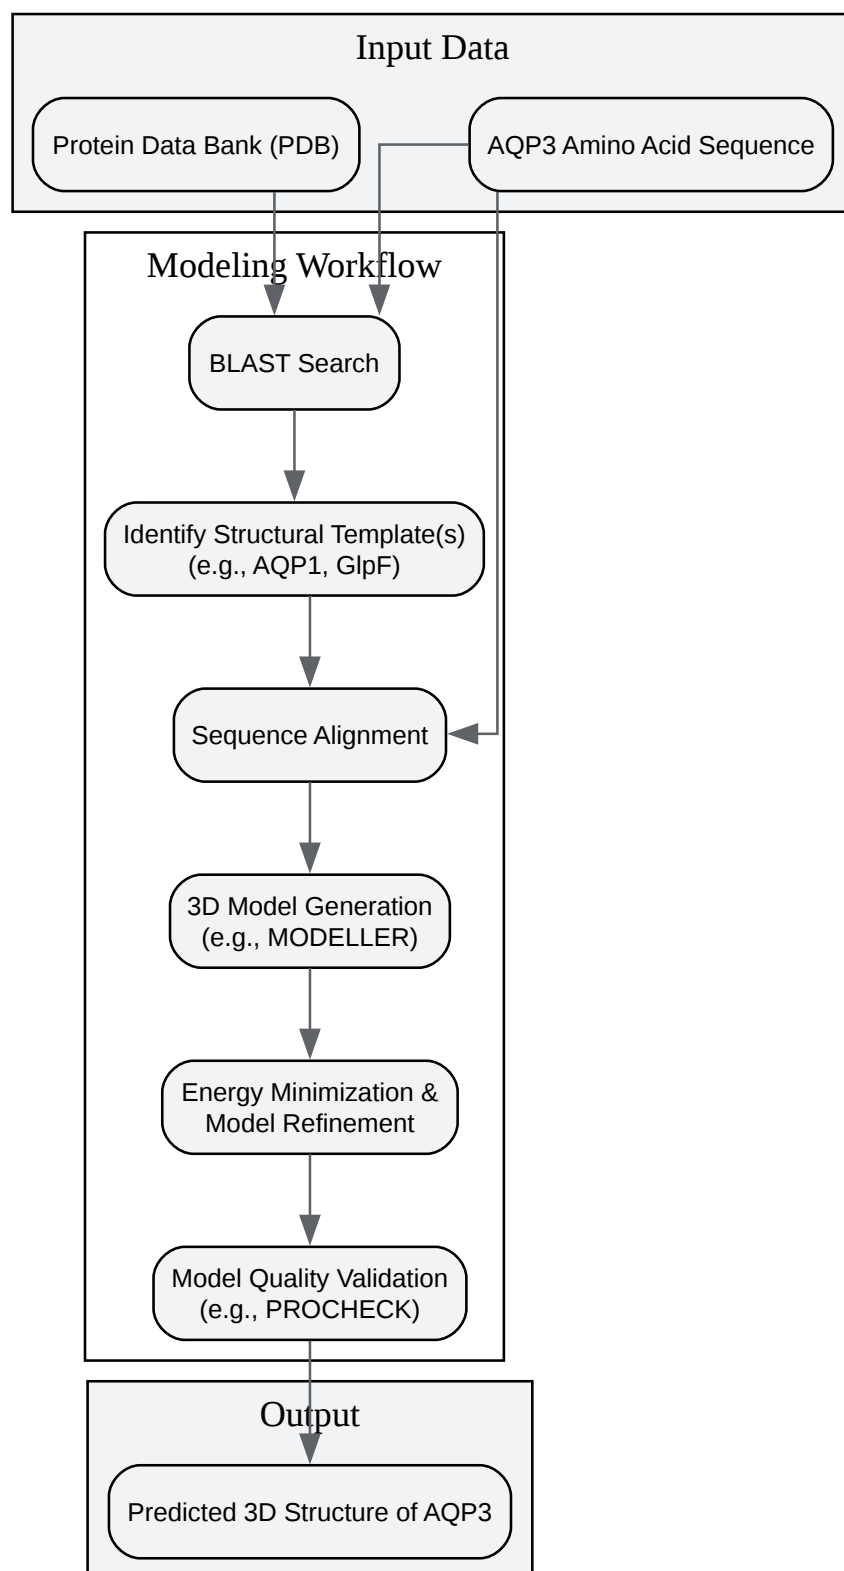 Input Data
Protein Data Bank (PDB)
AQP3 Amino Acid Sequence
Modeling Workflow
BLAST Search
Identify Structural Template(s)
(e.g., AQP1, GlpF)
Sequence Alignment
3D Model Generation
(e.g., MODELLER)
Energy Minimization &
Model Refinement
Model Quality Validation
(e.g., PROCHECK)
Output
Predicted 3D Structure of AQP3